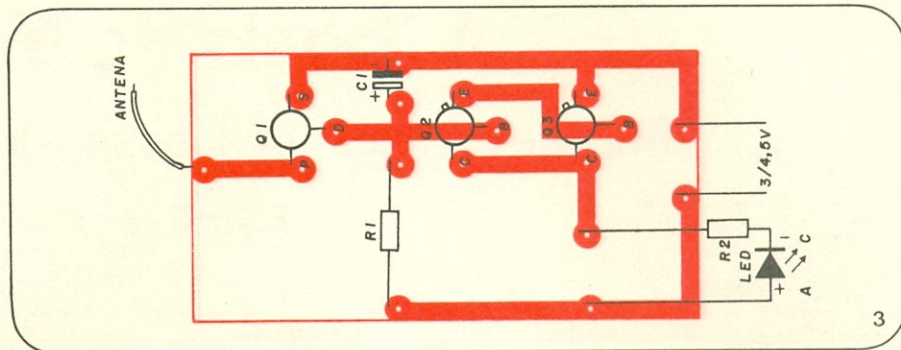 ANTENA
Q1
S
D
P
C1
-
+
Q2
E
B
C
Q3
E
B
C
R1
3/4,5V
R2
LED
+
-
A
C
3